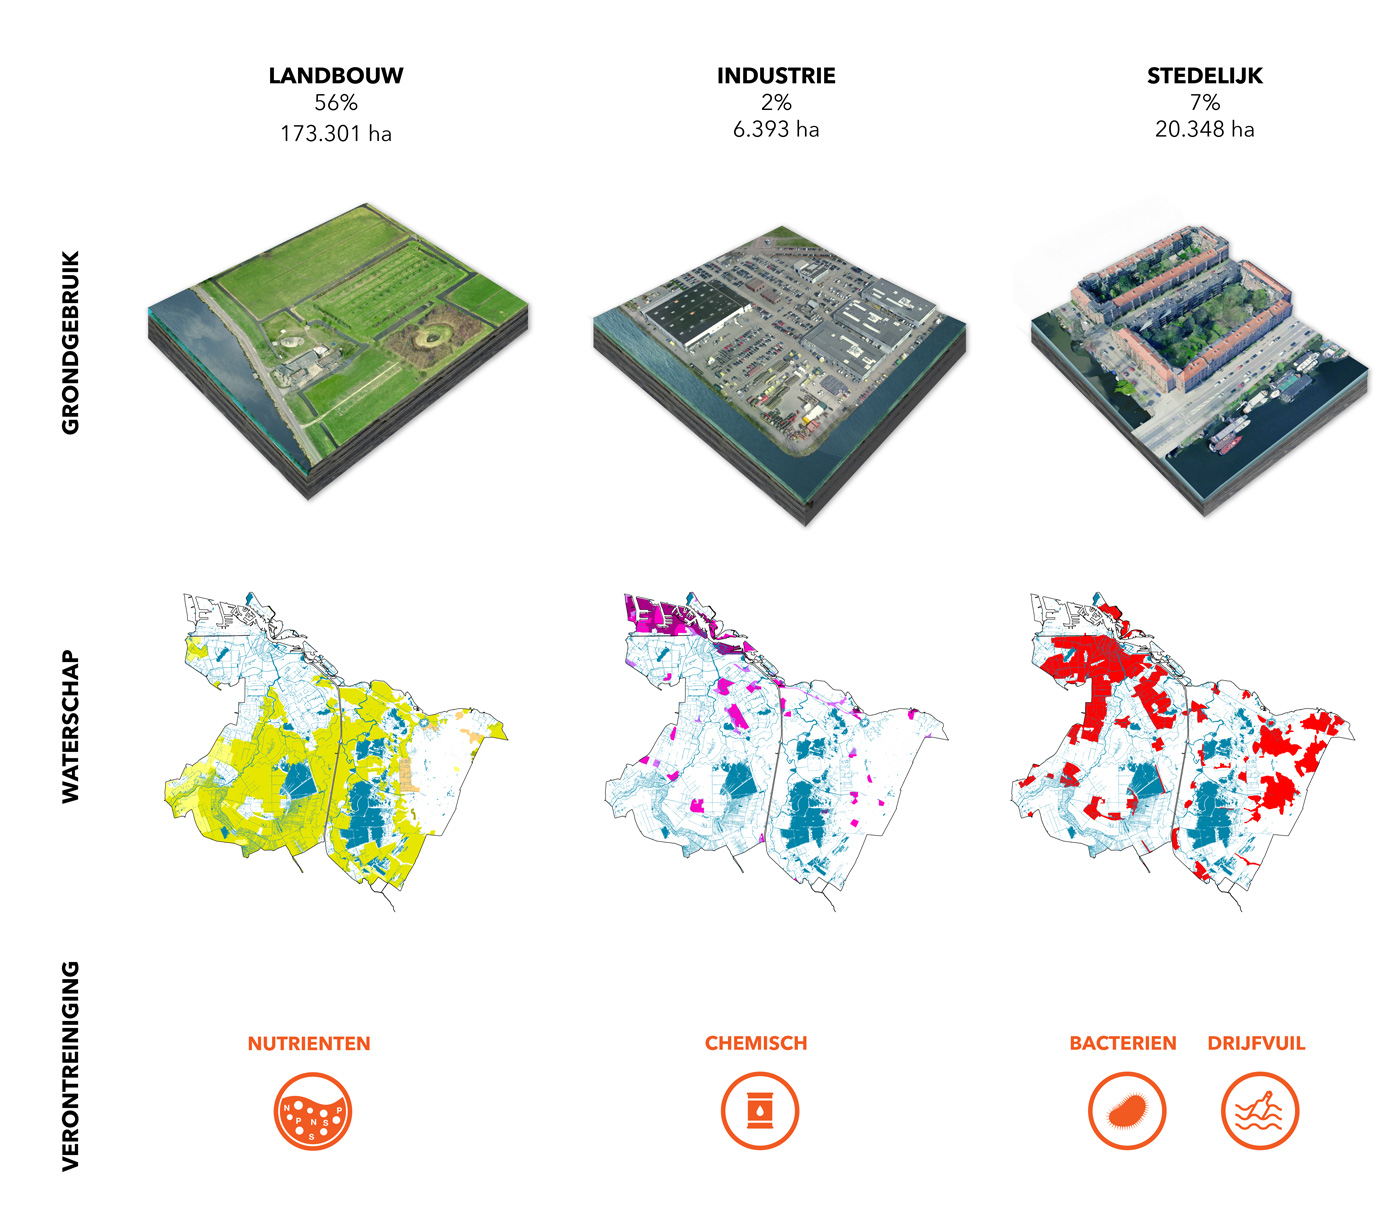 LANDBOUW
56%
173.301 ha
INDUSTRIE
2%
6.393 ha
STEDELIJK
7%
20.348 ha
GRONDGEBRUIK
WATERSCHAP
VERONTREINIGING
NUTRIENTEN
N P
P N S
S
CHEMISCH
BACTERIEN
DRIJFVUIL